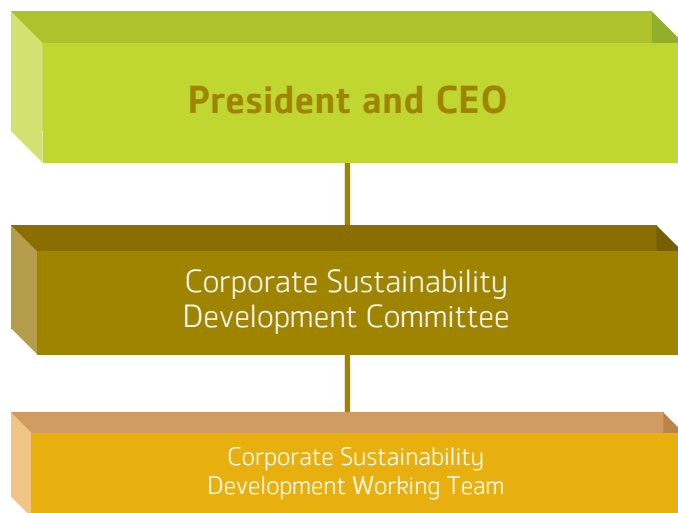 President and CEO
Corporate Sustainability
Development Committee
Corporate Sustainability
Development Working Team